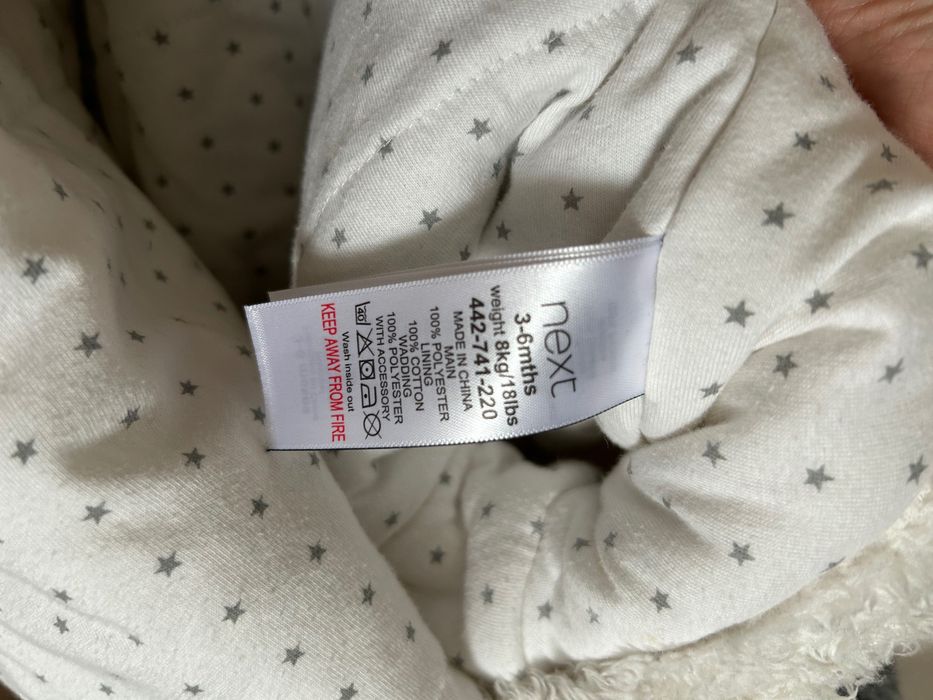 next
3-6mths
weight 8kg/18lbs
442-741-220
MADE IN CHINA
MAIN
100% POLYESTER
LINING
100% COTTON
WADDING
100% POLYESTER
WITH ACCESSORY
40
Wash inside out
KEEP AWAY FROM FIRE